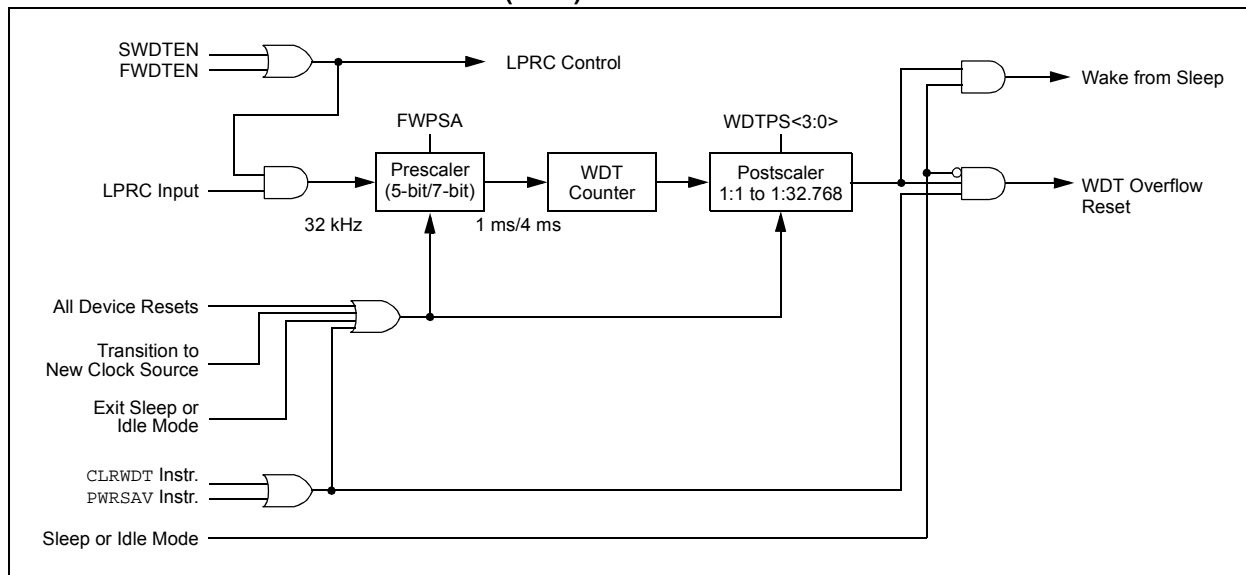 SWDTEN
FWDTEN
LPRC Control
Wake from Sleep
FWPSA
WDTPS<3:0>
Prescaler
(5-bit/7-bit)
WDT
Counter
Postscaler
1:1 to 1:32.768
LPRC Input
WDT Overflow
Reset
32 kHz
1 ms/4 ms
All Device Resets
Transition to
New Clock Source
Exit Sleep or
Idle Mode
CLRWDT Instr.
PWRSAV Instr.
Sleep or Idle Mode